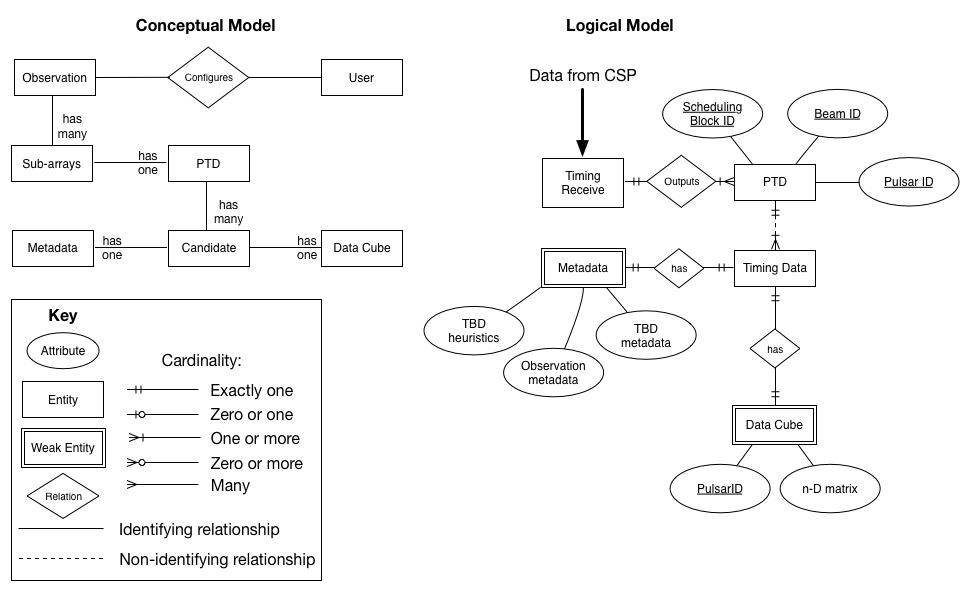 Conceptual Model
Observation
Configures
User
has
many
Sub-arrays
has
one
PTD
has
many
Metadata
has
one
Candidate
has
one
Data Cube
Key
Attribute
Entity
Weak Entity
Relation
Cardinality:
Exactly one
Zero or one
One or more
Zero or more
Many
Identifying relationship
Non-identifying relationship
Logical Model
Data from CSP
Scheduling
Block ID
Beam ID
Timing
Receive
Outputs
PTD
Pulsar ID
Metadata
has
Timing Data
TBD
heuristics
Observation
metadata
TBD
metadata
has
Data Cube
PulsarID
n-D matrix